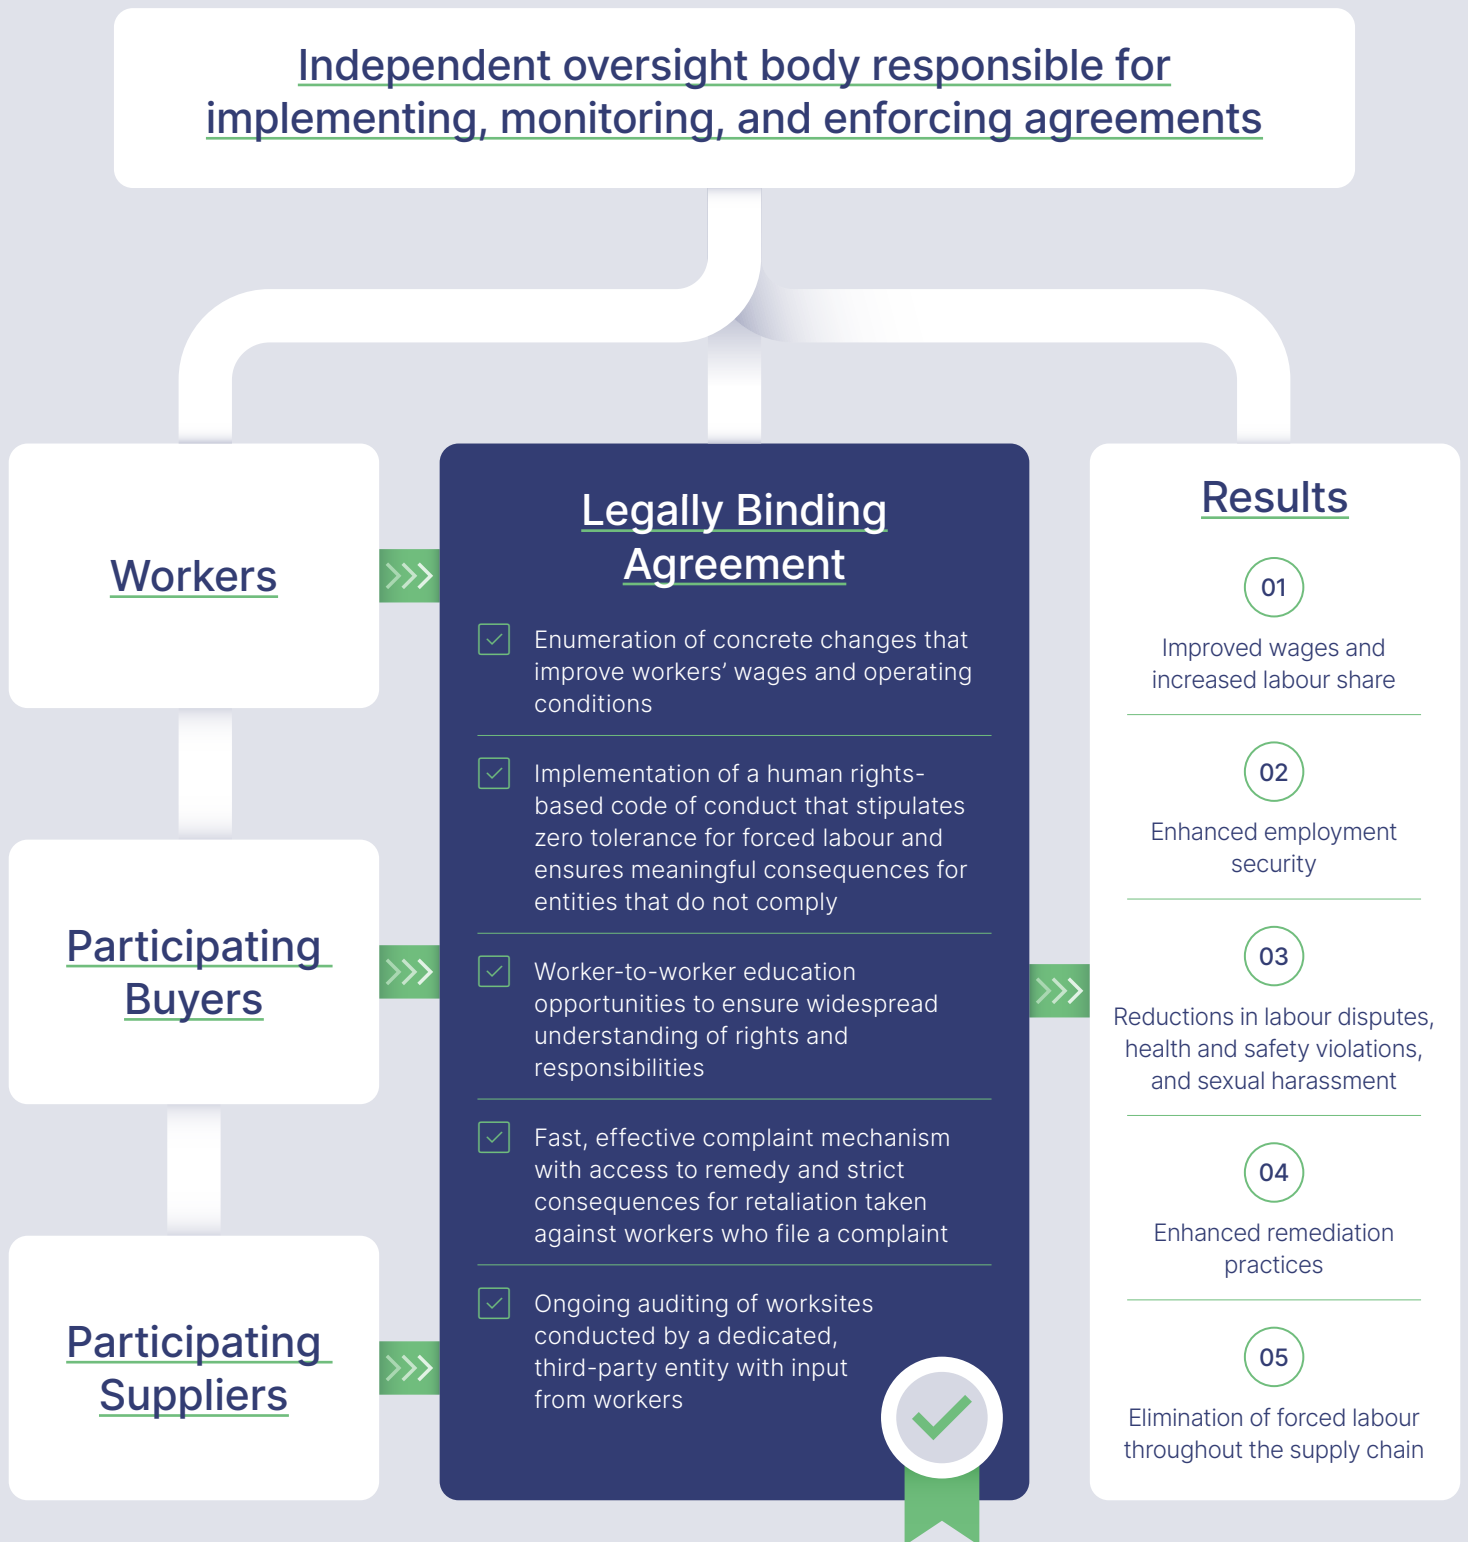 Independent oversight body responsible for
implementing, monitoring, and enforcing agreements
Workers
Participating
Buyers
Participating
Suppliers
Legally Binding
Agreement
Enumeration of concrete changes that
improve workers’ wages and operating
conditions
Implementation of a human rights-
based code of conduct that stipulates
zero tolerance for forced labour and
ensures meaningful consequences for
entities that do not comply
Worker-to-worker education
opportunities to ensure widespread
understanding of rights and
responsibilities
Fast, effective complaint mechanism
with access to remedy and strict
consequences for retaliation taken
against workers who file a complaint
Ongoing auditing of worksites
conducted by a dedicated,
third-party entity with input
from workers
Results
01
Improved wages and
increased labour share
02
Enhanced employment
security
03
Reductions in labour disputes,
health and safety violations,
and sexual harassment
04
Enhanced remediation
practices
05
Elimination of forced labour
throughout the supply chain